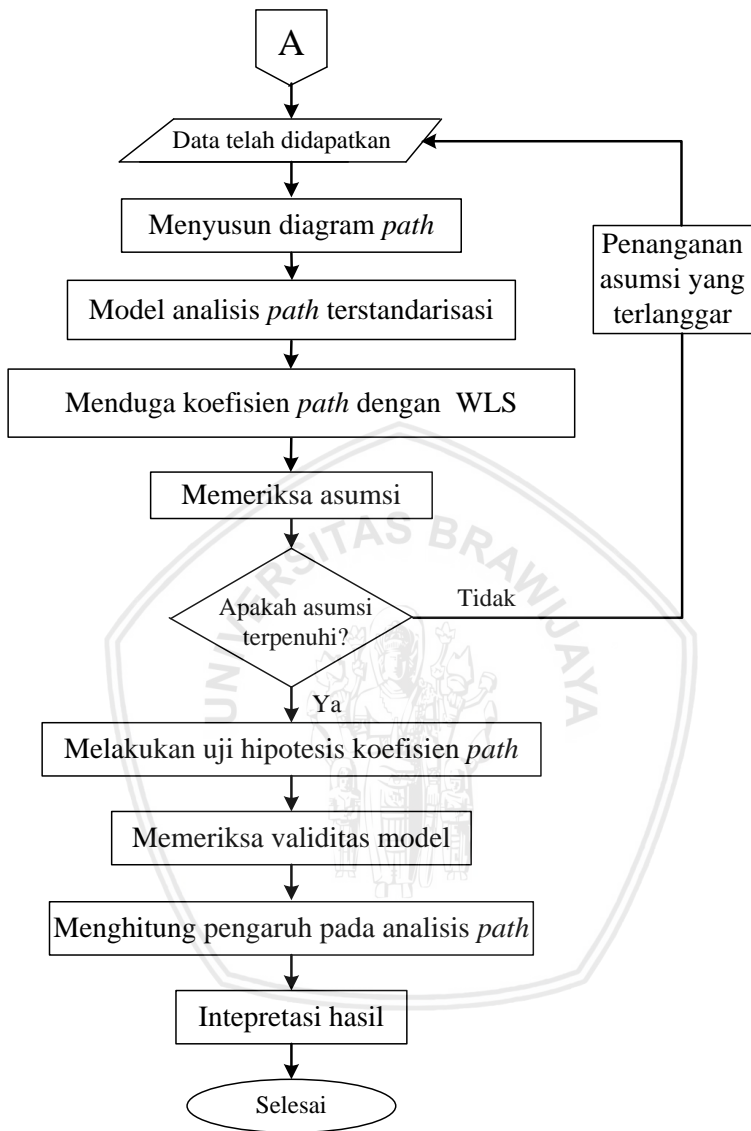 A
Data telah didapatkan
Menyusun diagram path
Penanganan
asumsi yang
terlanggar
Model analisis path terstandarisasi
Menduga koefisien path dengan WLS
Memeriksa asumsi
UNIVERSITAS BRAWIJAYA
Apakah asumsi
terpenuhi?
Tidak
Ya
Melakukan uji hipotesis koefisien path
Memeriksa validitas model
Menghitung pengaruh pada analisis path
Intepretasi hasil
Selesai